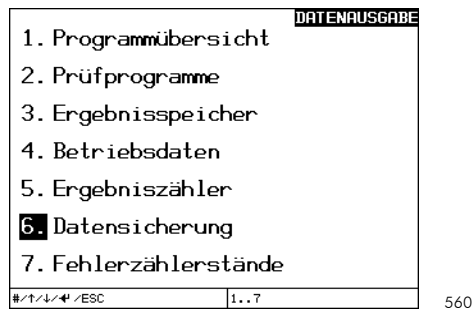 DATENAUSGABE
1. Programmübersicht
2. Prüfprogramme
3. Ergebnisspeicher
4. Betriebsdaten
5. Ergebniszähler
6. Datensicherung
7. Fehlerzählerstände
#/↑/↓/↵ /ESC 1..7
560